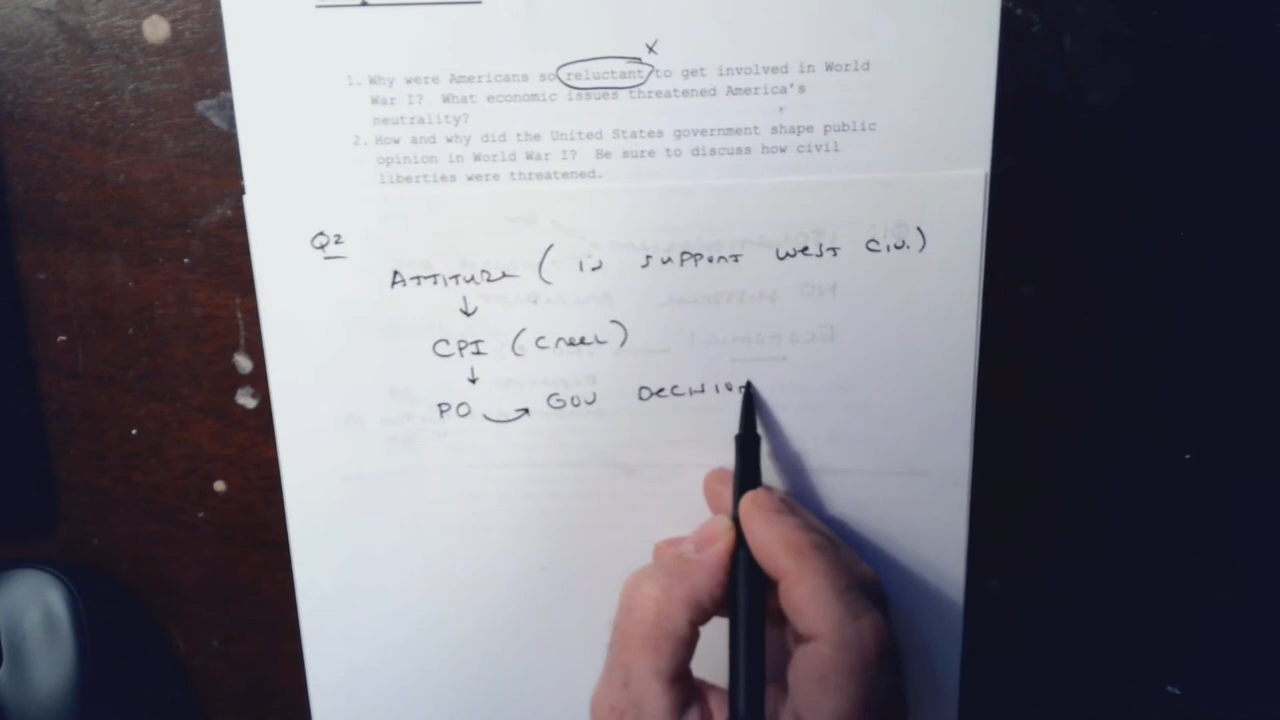 X
1. Why were Americans so reluctant to get involved in World
War I? What economic issues threatened America's
neutrality?
2. How and why did the United States government shape public
opinion in World War I? Be sure to discuss how civil
liberties were threatened.
Q2
ATTITUDE (is support west civ.)
↓
CPI (Creel)
↓
PO → GOV Decision